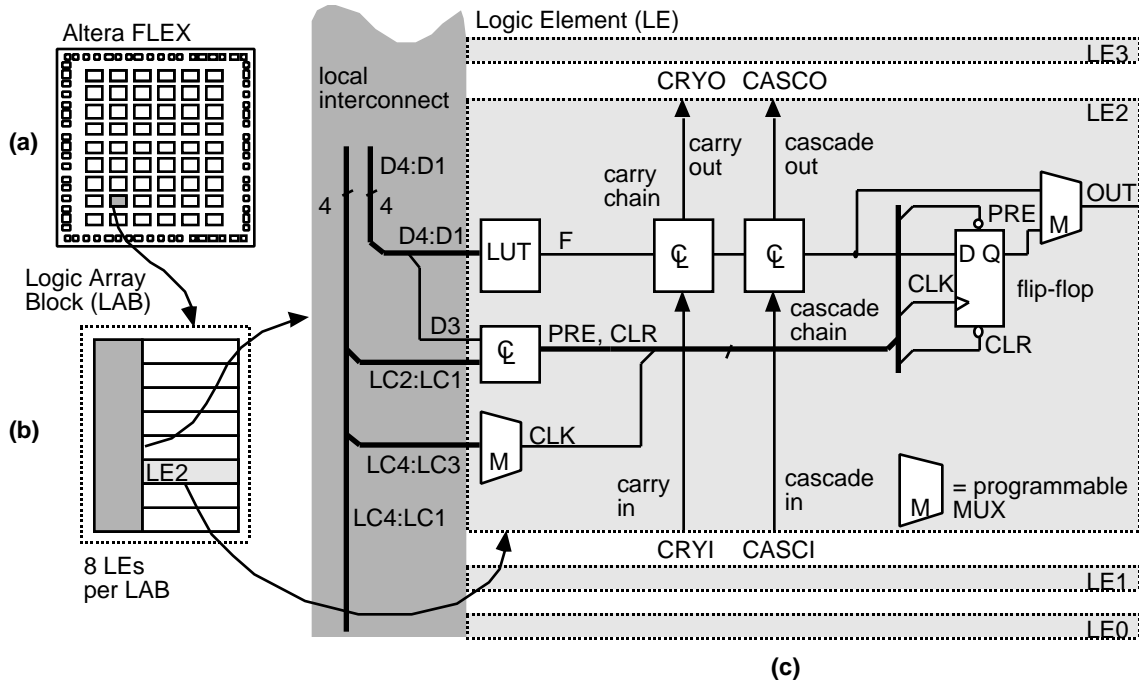 Altera FLEX
(a)
Logic Array
Block (LAB)
(b)
LE2
8 LEs
per LAB
Logic Element (LE)
LE3
local
interconnect
CRYO
CASCO
LE2
D4:D1
4
4
carry
out
carry
chain
cascade
out
OUT
M
D4:D1
LUT
F
PRE
D Q
CLK
flip-flop
CLR
D3
PRE, CLR
cascade
chain
LC2:LC1
CLK
M
LC4:LC3
LC4:LC1
carry
in
cascade
in
M
= programmable
MUX
CRYI
CASCI
LE1
LE0
(c)